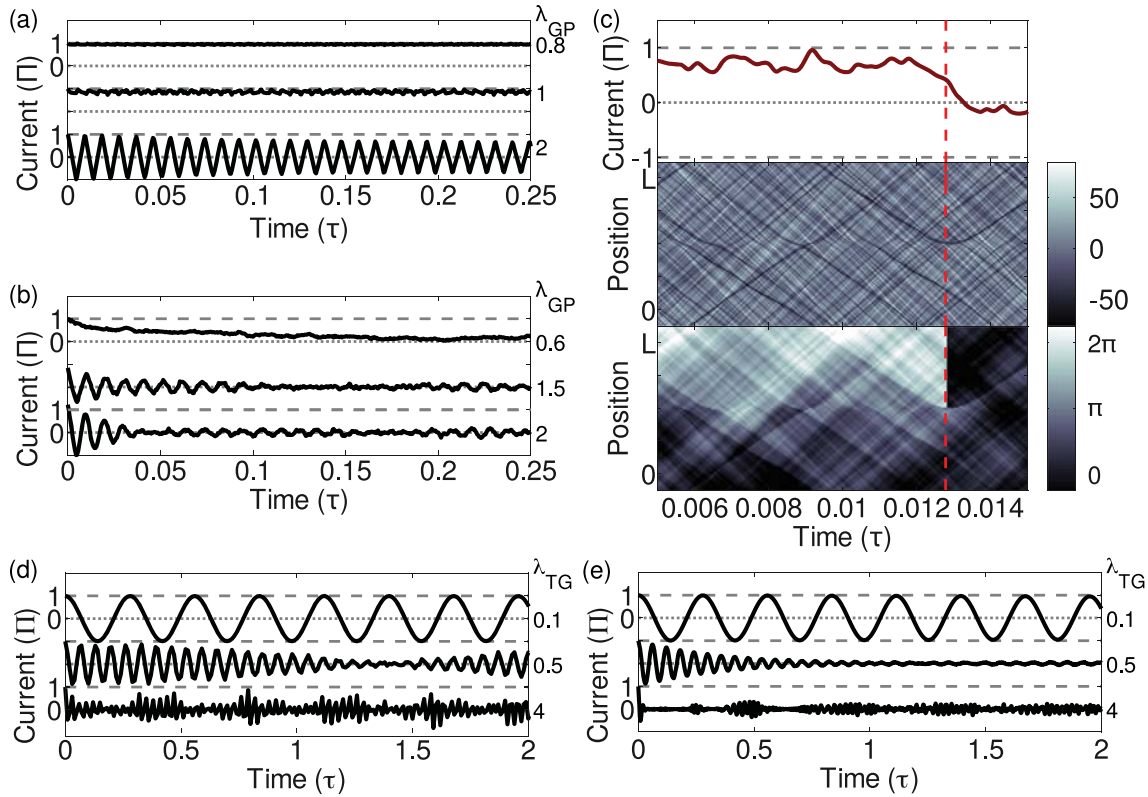 (a)
λGP
Current (Π)
1
0
0.8
1
1
0
2
0
0.05
0.1
0.15
0.2
0.25
Time (τ)
(b)
λGP
Current (Π)
1
0
0.6
1.5
1
0
2
0
0.05
0.1
0.15
0.2
0.25
Time (τ)
(c)
Current (Π)
1
0
-1
Position
L
0
50
0
-50
Position
L
0
2π
π
0
0.006
0.008
0.01
0.012
0.014
Time (τ)
(d)
λTG
Current (Π)
1
0
0.1
0.5
1
0
4
0
0.5
1
1.5
2
Time (τ)
(e)
λTG
Current (Π)
1
0
0.1
0.5
1
0
4
0
0.5
1
1.5
2
Time (τ)